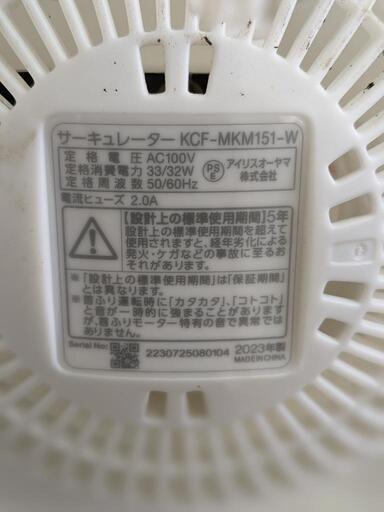 サーキュレーター KCF-MKM151-W
定格電圧 AC100V
定格消費電力 33/32W
定格周波数 50/60Hz
PS
E
アイリスオーヤマ
株式会社
電流ヒューズ 2.0A
【設計上の標準使用期間】5年
設計上の標準使用期間を超えて
使用されますと、経年劣化による
発火・ケガなどの事故に至るお
それがあります。
※「設計上の標準使用期間」は「保証期間」
とは異なります。
※首ふり運転時に「カタカタ」、「コトコト」
と音が一時的に強まることがあります
が、首ふりモーター特有の音で異常では
ありません。
Serial No.:
2230725080104
2023年製
MADE IN CHINA